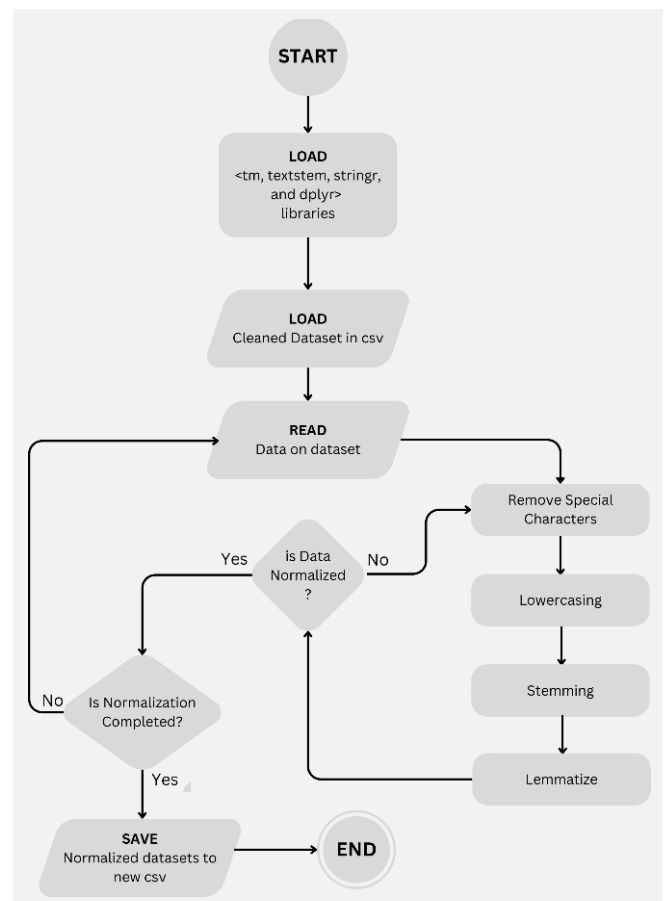 START
LOAD
<tm, textstem, stringr,
and dplyr>
libraries
LOAD
Cleaned Dataset in csv
READ
Data on dataset
Remove Special
Characters
Lowercasing
Stemming
Lemmatize
is Data
Normalized
?
No
Yes
Is Normalization
Completed?
No
Yes
SAVE
Normalized datasets to
new csv
END